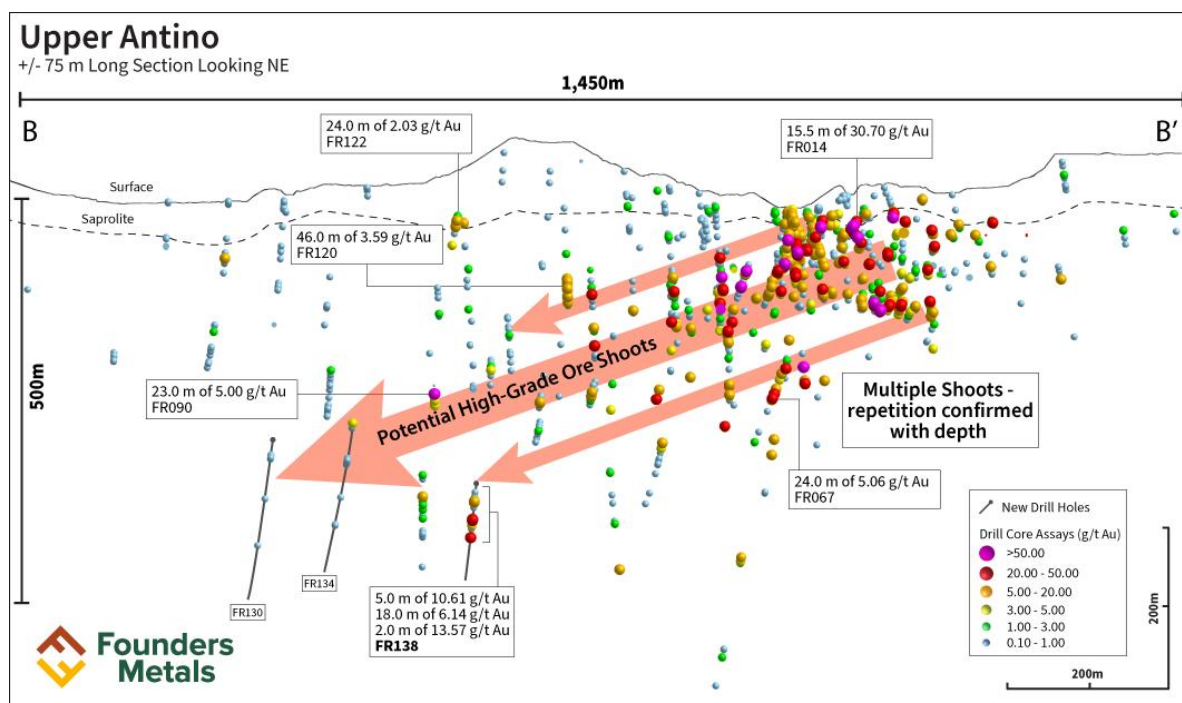 Upper Antino
+/- 75 m Long Section Looking NE
1,450m
B
B'
24.0 m of 2.03 g/t Au
FR122
15.5 m of 30.70 g/t Au
FR014
Surface
Saprolite
46.0 m of 3.59 g/t Au
FR120
500m
23.0 m of 5.00 g/t Au
FR090
Potential High-Grade Ore Shoots
Multiple Shoots -
repetition confirmed
with depth
24.0 m of 5.06 g/t Au
FR067
FR134
FR130
5.0 m of 10.61 g/t Au
18.0 m of 6.14 g/t Au
2.0 m of 13.57 g/t Au
FR138
New Drill Holes
Drill Core Assays (g/t Au)
>50.00
20.00 - 50.00
5.00 - 20.00
3.00 - 5.00
1.00 - 3.00
0.10 - 1.00
200m
200m
Founders
Metals